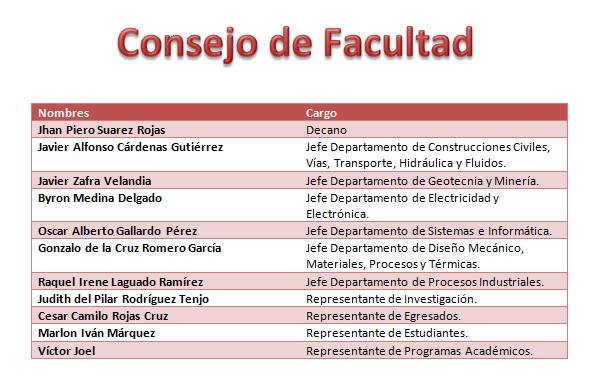 Consejo de Facultad
Nombres Cargo
Jhan Piero Suarez Rojas Decano
Javier Alfonso Cárdenas Gutiérrez Jefe Departamento de Construcciones Civiles,
Vías, Transporte, Hidráulica y Fluidos.
Javier Zafra Velandia Jefe Departamento de Geotecnia y Minería.
Byron Medina Delgado Jefe Departamento de Electricidad y
Electrónica.
Oscar Alberto Gallardo Pérez Jefe Departamento de Sistemas e Informática.
Gonzalo de la Cruz Romero García Jefe Departamento de Diseño Mecánico,
Materiales, Procesos y Térmicas.
Raquel Irene Laguado Ramírez Jefe Departamento de Procesos Industriales.
Judith del Pilar Rodríguez Tenjo Representante de Investigación.
Cesar Camilo Rojas Cruz Representante de Egresados.
Marlon Iván Márquez Representante de Estudiantes.
Víctor Joel Representante de Programas Académicos.